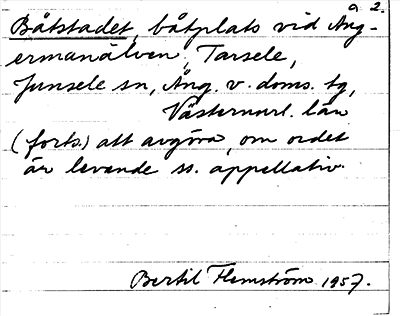 a. 2.
Båtstadet, båtplats vid Ång-
ermanälven, Tarsele,
Junsele sn, Ång. v. doms. tg,
Västernorrl. län
(forts.) att avgöra, om ordet
är levande ss. appellativ.
Bertil Flemström 1957.